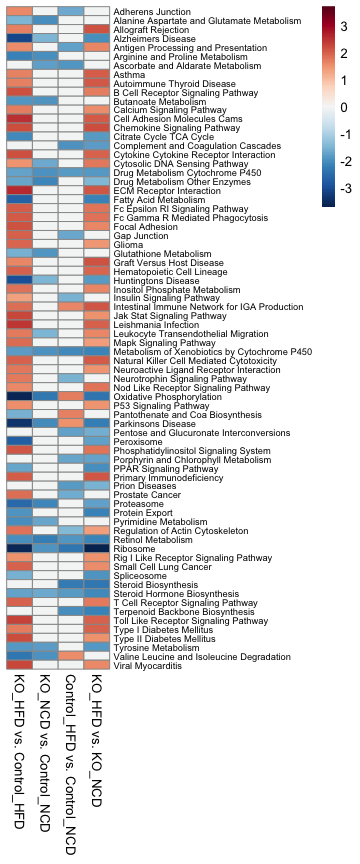 Adherens Junction
Alanine Aspartate and Glutamate Metabolism
Allograft Rejection
Alzheimers Disease
Antigen Processing and Presentation
Arginine and Proline Metabolism
Ascorbate and Aldarate Metabolism
Asthma
Autoimmune Thyroid Disease
B Cell Receptor Signaling Pathway
Butanoate Metabolism
Calcium Signaling Pathway
Cell Adhesion Molecules Cams
Chemokine Signaling Pathway
Citrate Cycle TCA Cycle
Complement and Coagulation Cascades
Cytokine Cytokine Receptor Interaction
Cytosolic DNA Sensing Pathway
Drug Metabolism Cytochrome P450
Drug Metabolism Other Enzymes
ECM Receptor Interaction
Fatty Acid Metabolism
Fc Epsilon RI Signaling Pathway
Fc Gamma R Mediated Phagocytosis
Focal Adhesion
Gap Junction
Glioma
Glutathione Metabolism
Graft Versus Host Disease
Hematopoietic Cell Lineage
Huntingtons Disease
Inositol Phosphate Metabolism
Insulin Signaling Pathway
Intestinal Immune Network for IGA Production
Jak Stat Signaling Pathway
Leishmania Infection
Leukocyte Transendothelial Migration
Mapk Signaling Pathway
Metabolism of Xenobiotics by Cytochrome P450
Natural Killer Cell Mediated Cytotoxicity
Neuroactive Ligand Receptor Interaction
Neurotrophin Signaling Pathway
Nod Like Receptor Signaling Pathway
Oxidative Phosphorylation
P53 Signaling Pathway
Pantothenate and Coa Biosynthesis
Parkinsons Disease
Pentose and Glucuronate Interconversions
Peroxisome
Phosphatidylinositol Signaling System
Porphyrin and Chlorophyll Metabolism
PPAR Signaling Pathway
Primary Immunodeficiency
Prion Diseases
Prostate Cancer
Proteasome
Protein Export
Pyrimidine Metabolism
Regulation of Actin Cytoskeleton
Retinol Metabolism
Ribosome
Rig I Like Receptor Signaling Pathway
Small Cell Lung Cancer
Spliceosome
Steroid Biosynthesis
Steroid Hormone Biosynthesis
T Cell Receptor Signaling Pathway
Terpenoid Backbone Biosynthesis
Toll Like Receptor Signaling Pathway
Type I Diabetes Mellitus
Type II Diabetes Mellitus
Tyrosine Metabolism
Valine Leucine and Isoleucine Degradation
Viral Myocarditis
KO_HFD vs. Control_HFD
KO_NCD vs. Control_NCD
Control_HFD vs. Control_NCD
KO_HFD vs. KO_NCD
3
2
1
0
-1
-2
-3